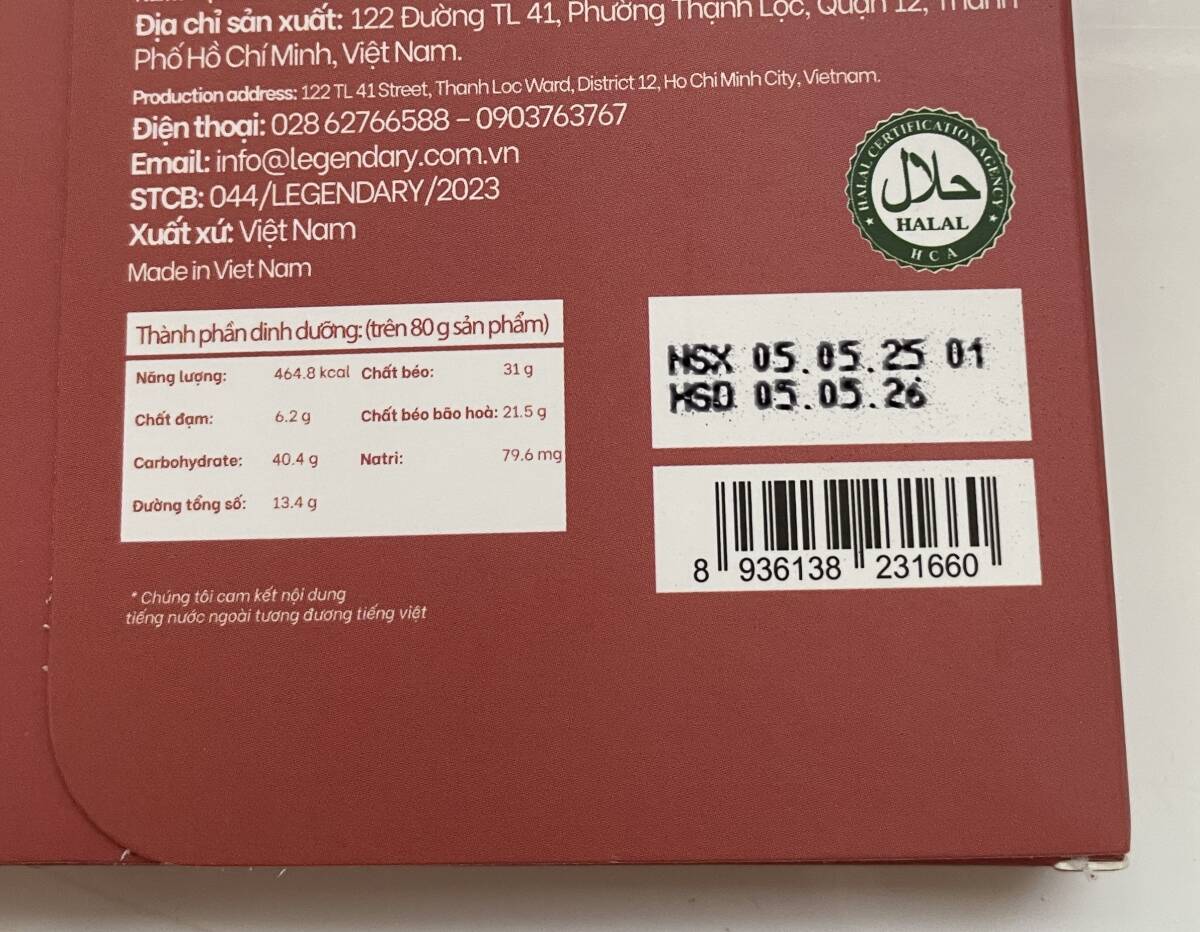 Địa chỉ sản xuất: 122 Đường TL 41, Phường Thạnh Lộc, Quận 12, Thành
Phố Hồ Chí Minh, Việt Nam.
Production address: 122 TL 41 Street, Thanh Loc Ward, District 12, Ho Chi Minh City, Vietnam.
Điện thoại: 028 62766588 – 0903763767
Email: info@legendary.com.vn
STCB: 044/LEGENDARY/2023
Xuất xứ: Việt Nam
Made in Viet Nam
HALAL CERTIFICATION AGENCY
حلال
HALAL
HCA
Thành phần dinh dưỡng: (trên 80 g sản phẩm)
Năng lượng: 464.8 kcal Chất béo: 31 g
Chất đạm: 6.2 g Chất béo bão hoà: 21.5 g
Carbohydrate: 40.4 g Natri: 79.6 mg
Đường tổng số: 13.4 g
NSX 05.05.25 01
HSD 05.05.26
8 936138 231660
* Chúng tôi cam kết nội dung
tiếng nước ngoài tương đương tiếng việt